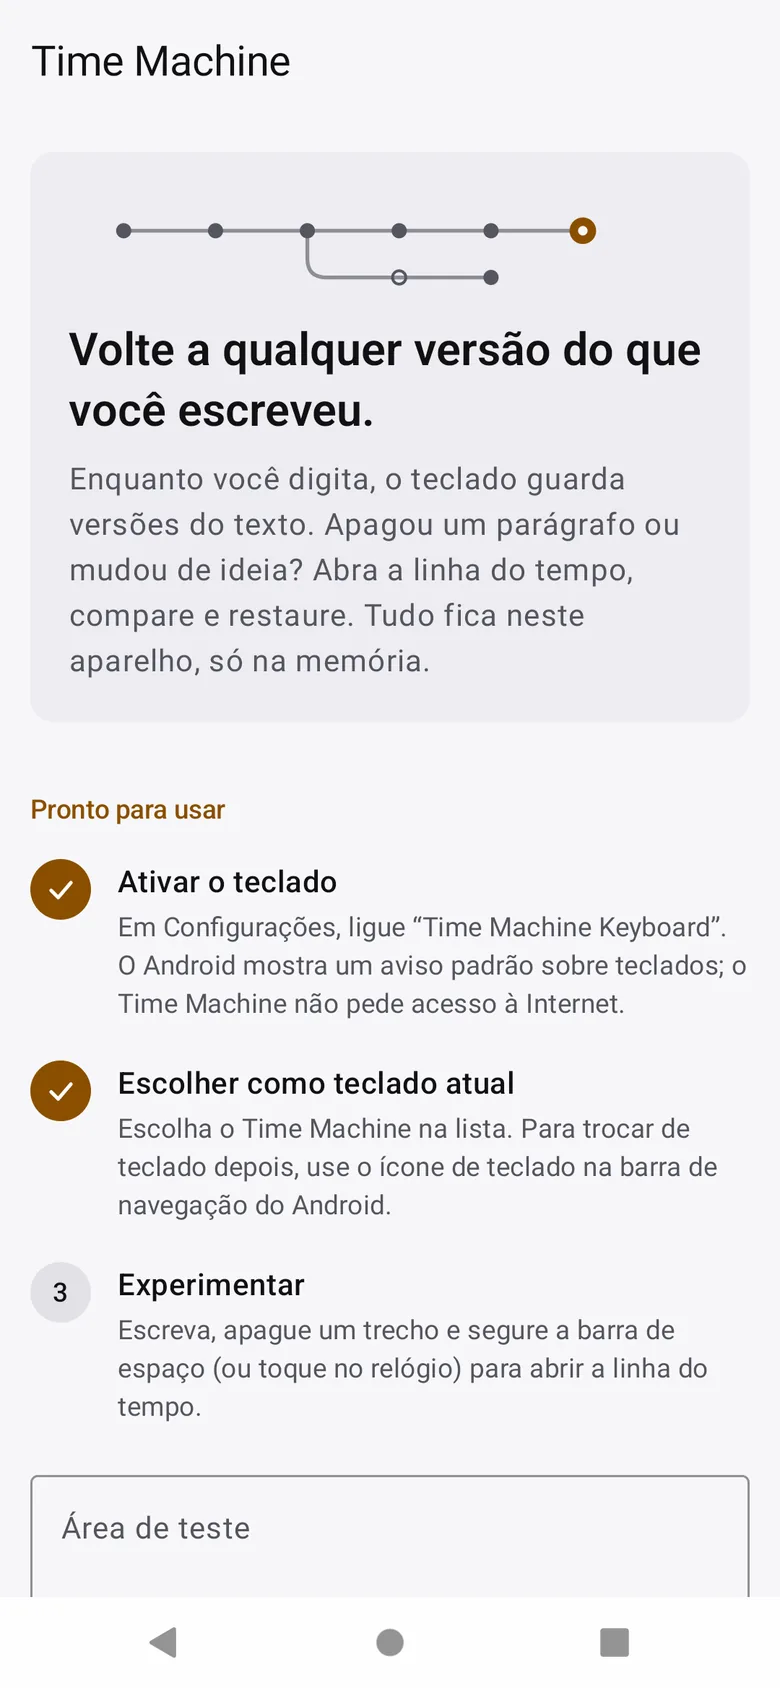 Time Machine
Volte a qualquer versão do que
você escreveu.
Enquanto você digita, o teclado guarda
versões do texto. Apagou um parágrafo ou
mudou de ideia? Abra a linha do tempo,
compare e restaure. Tudo fica neste
aparelho, só na memória.
Pronto para usar
Ativar o teclado
Em Configurações, ligue “Time Machine Keyboard”.
O Android mostra um aviso padrão sobre teclados; o
Time Machine não pede acesso à Internet.
Escolher como teclado atual
Escolha o Time Machine na lista. Para trocar de
teclado depois, use o ícone de teclado na barra de
navegação do Android.
3
Experimentar
Escreva, apague um trecho e segure a barra de
espaço (ou toque no relógio) para abrir a linha do
tempo.
Área de teste